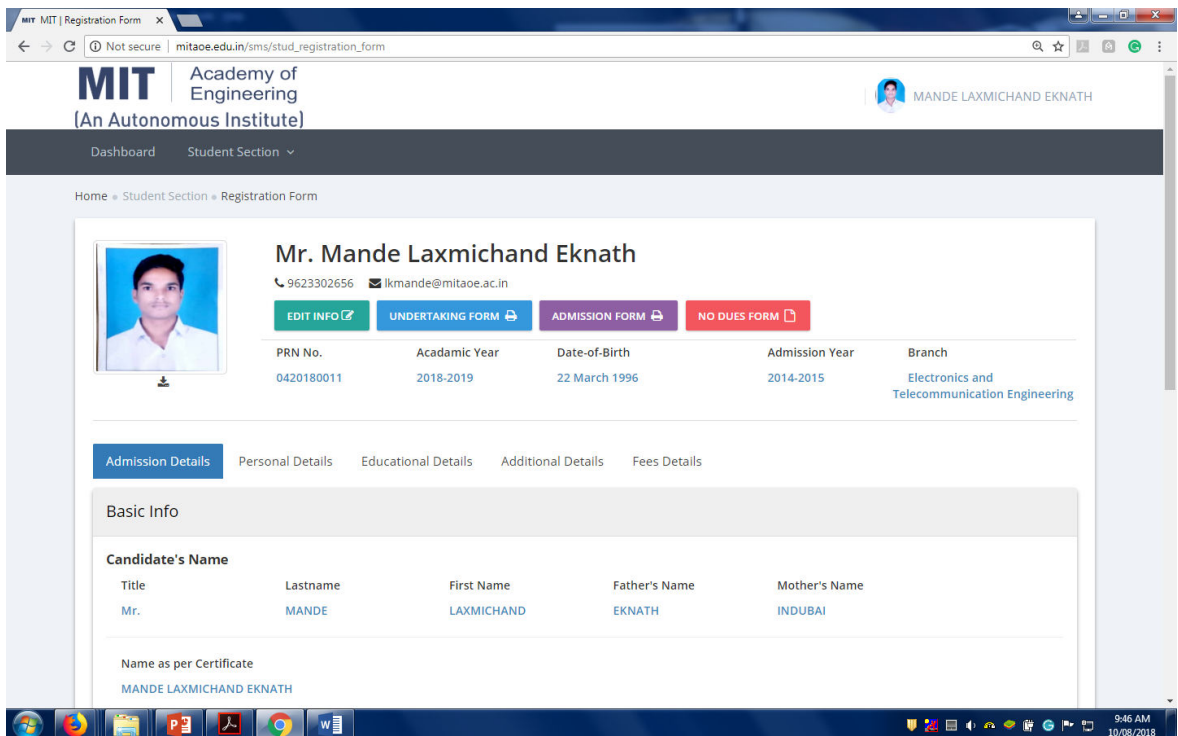 MIT MIT | Registration Form
Not secure | mitaoe.edu.in/sms/stud_registration_form
MIT Academy of
Engineering
(An Autonomous Institute)
MANDE LAXMICHAND EKNATH
Dashboard Student Section
Home Student Section Registration Form
Mr. Mande Laxmichand Eknath
9623302656 lkmande@mitaoe.ac.in
EDIT INFO UNDERTAKING FORM ADMISSION FORM NO DUES FORM
PRN No. Acadamic Year Date-of-Birth Admission Year Branch
0420180011 2018-2019 22 March 1996 2014-2015 Electronics and
Telecommunication Engineering
Admission Details Personal Details Educational Details Additional Details Fees Details
Basic Info
Candidate's Name
Title Lastname First Name Father's Name Mother's Name
Mr. MANDE LAXMICHAND EKNATH INDUBAI
Name as per Certificate
MANDE LAXMICHAND EKNATH
9:46 AM
10/08/2018